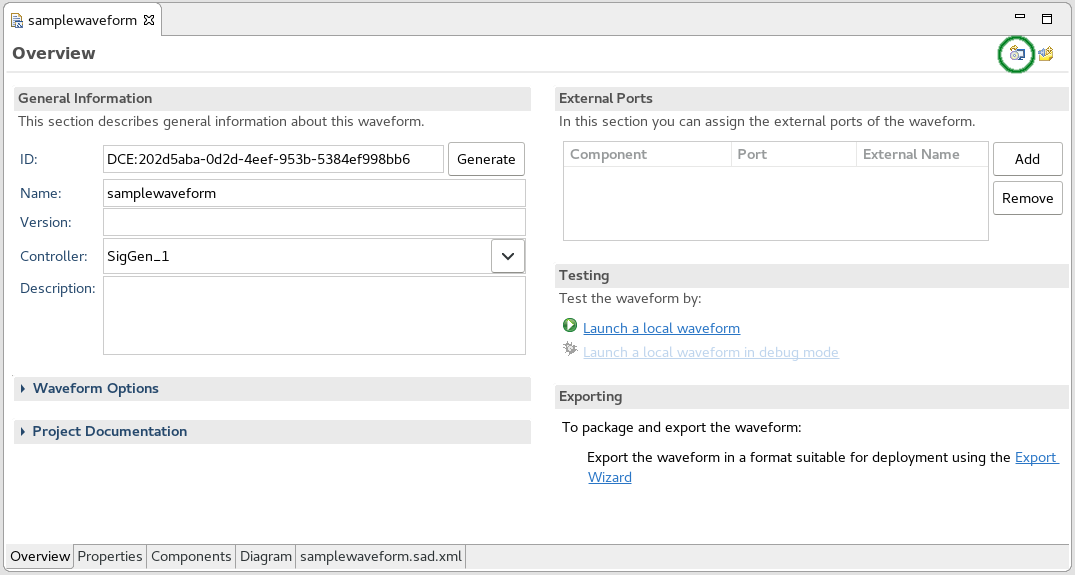 samplewaveform
Overview
General Information
This section describes general information about this waveform.
ID: DCE:202d5aba-0d2d-4eef-953b-5384ef998bb6 Generate
Name: samplewaveform
Version:
Controller: SigGen_1
Description:
Waveform Options
Project Documentation
External Ports
In this section you can assign the external ports of the waveform.
Component Port External Name
Add
Remove
Testing
Test the waveform by:
Launch a local waveform
Launch a local waveform in debug mode
Exporting
To package and export the waveform:
Export the waveform in a format suitable for deployment using the Export
Wizard
Overview Properties Components Diagram samplewaveform.sad.xml